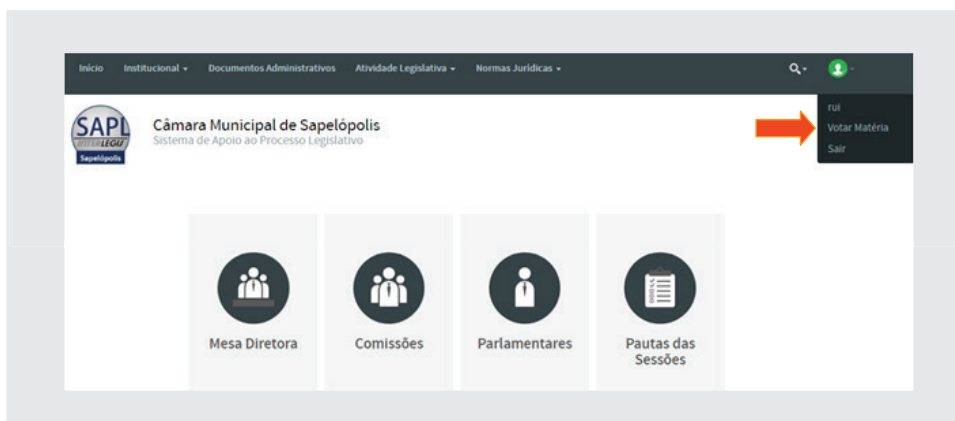 Início Institucional Documentos Administrativos Atividade Legislativa Normas Jurídicas
rui
Votar Matéria
Sair
SAPL
INTERLEGIS
Sapelópolis
Câmara Municipal de Sapelópolis
Sistema de Apoio ao Processo Legislativo
Mesa Diretora
Comissões
Parlamentares
Pautas das
Sessões